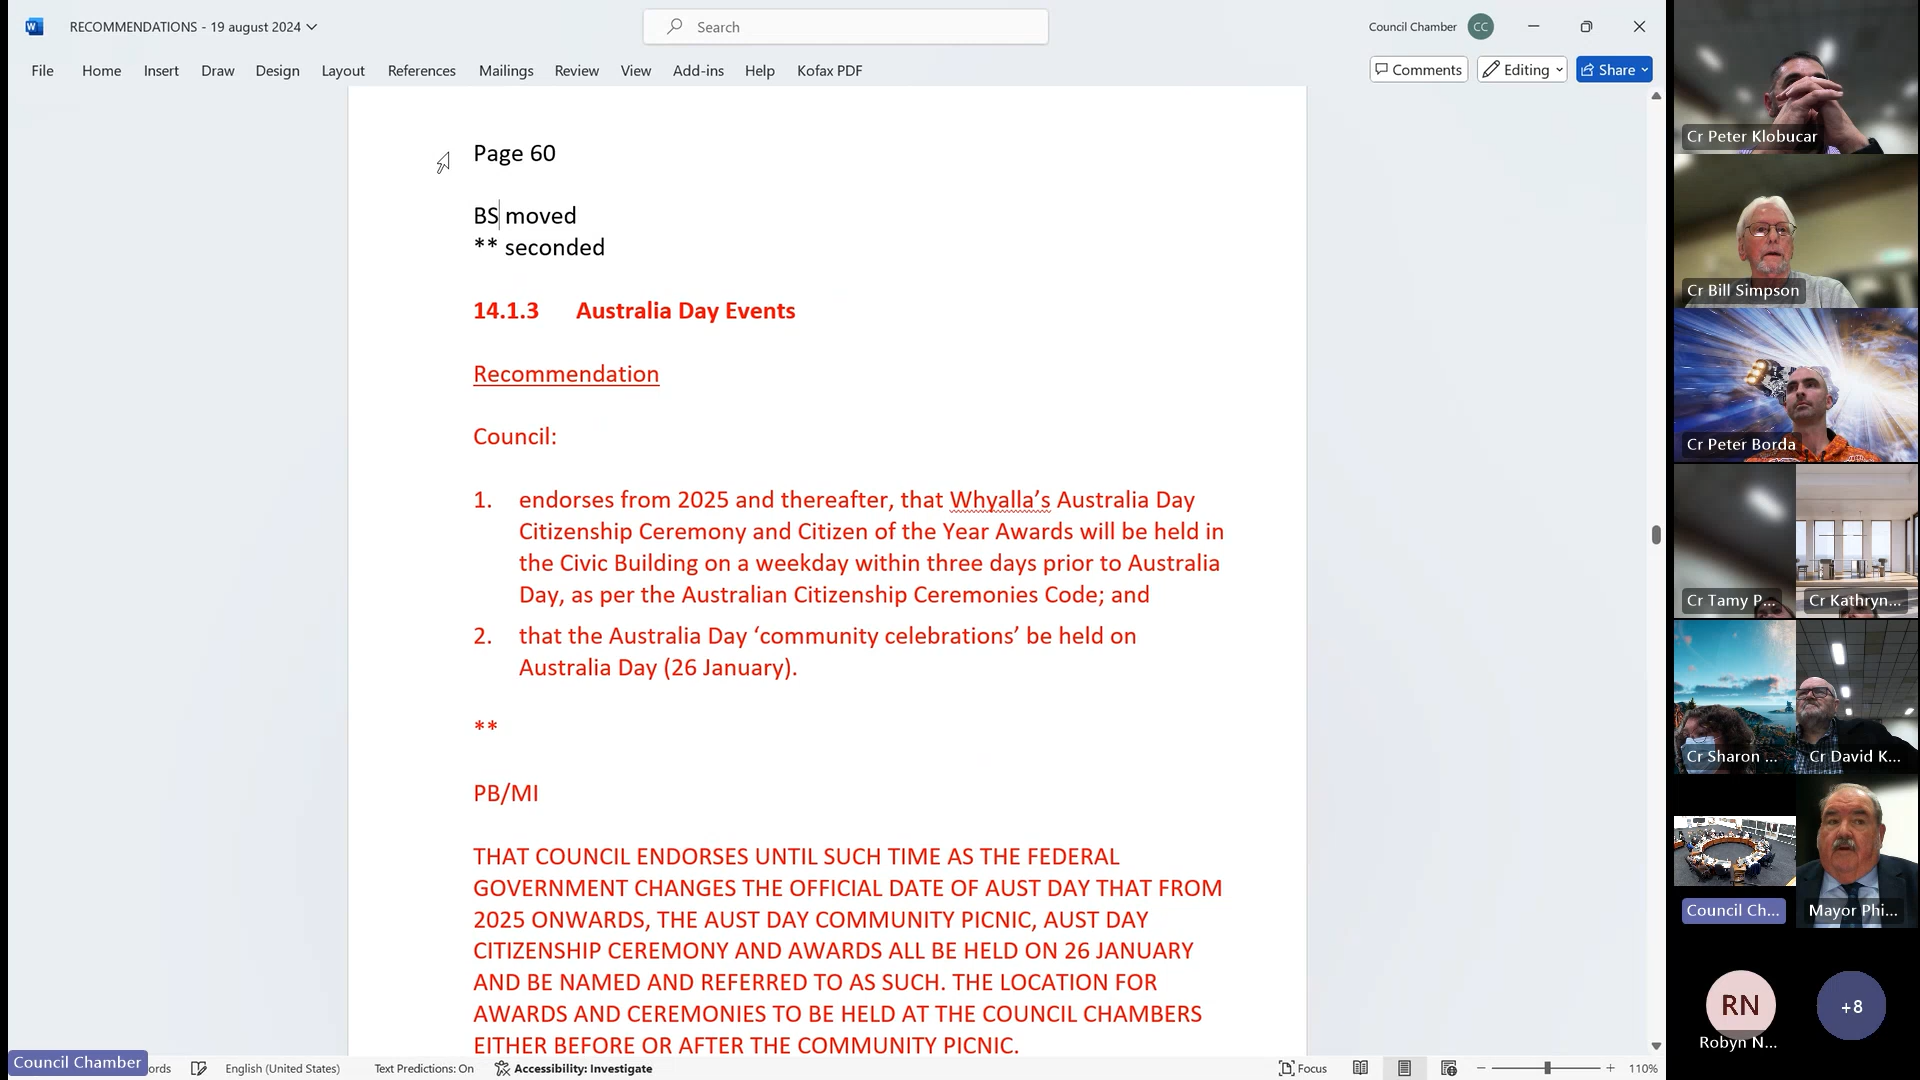 RECOMMENDATIONS - 19 august 2024
Search
Council Chamber CC
File Home Insert Draw Design Layout References Mailings Review View Add-ins Help Kofax PDF
Comments Editing Share
Page 60
BS moved
** seconded
14.1.3 Australia Day Events
Recommendation
Council:
1. endorses from 2025 and thereafter, that Whyalla’s Australia Day
Citizenship Ceremony and Citizen of the Year Awards will be held in
the Civic Building on a weekday within three days prior to Australia
Day, as per the Australian Citizenship Ceremonies Code; and
2. that the Australia Day ‘community celebrations’ be held on
Australia Day (26 January).
**
PB/MI
THAT COUNCIL ENDORSES UNTIL SUCH TIME AS THE FEDERAL
GOVERNMENT CHANGES THE OFFICIAL DATE OF AUST DAY THAT FROM
2025 ONWARDS, THE AUST DAY COMMUNITY PICNIC, AUST DAY
CITIZENSHIP CEREMONY AND AWARDS ALL BE HELD ON 26 JANUARY
AND BE NAMED AND REFERRED TO AS SUCH. THE LOCATION FOR
AWARDS AND CEREMONIES TO BE HELD AT THE COUNCIL CHAMBERS
EITHER BEFORE OR AFTER THE COMMUNITY PICNIC.
Council Chamber
ords English (United States) Text Predictions: On Accessibility: Investigate Focus 110%
Cr Peter Klobucar
Cr Bill Simpson
Cr Peter Borda
Cr Tamy P... Cr Kathryn...
Cr Sharon ... Cr David K...
Council Ch... Mayor Phi...
RN +8
Robyn N...